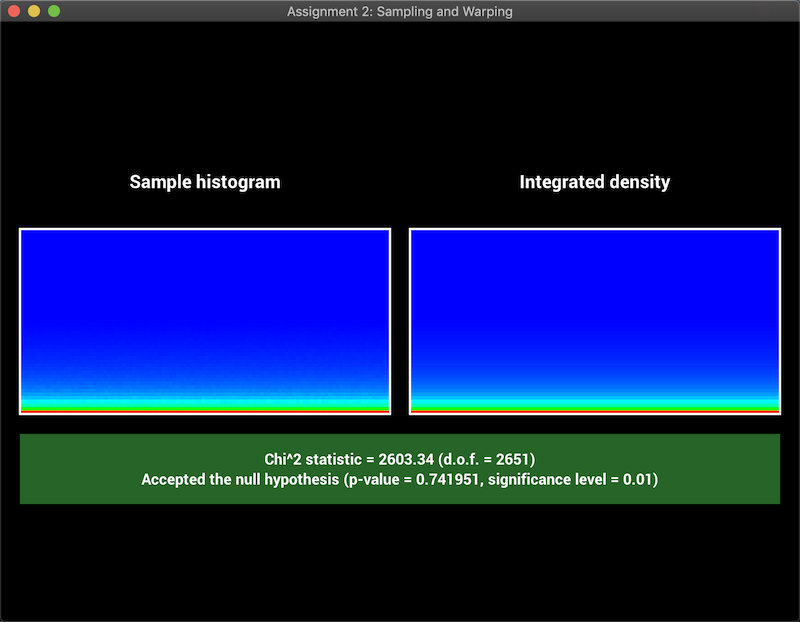 Assignment 2: Sampling and Warping
Sample histogram
Integrated density
Chi^2 statistic = 2603.34 (d.o.f. = 2651)
Accepted the null hypothesis (p-value = 0.741951, significance level = 0.01)